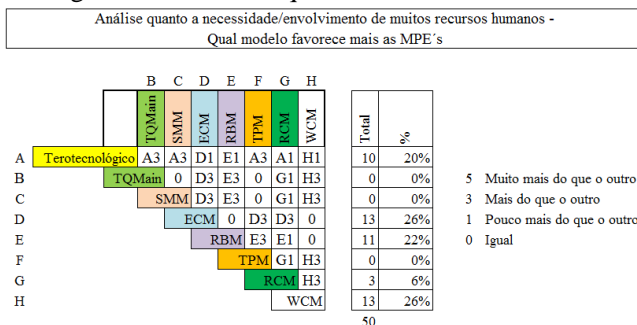 Análise quanto a necessidade/envolvimento de muitos recursos humanos -
Qual modelo favorece mais as MPE´s
B C D E F G H
TQMain SMM ECM RBM TPM RCM WCM Total %
A Terotecnológico A3 A3 D1 E1 A3 A1 H1 10 20%
B TQMain 0 D3 E3 0 G1 H3 0 0% 5 Muito mais do que o outro
C SMM D3 E3 0 G1 H3 0 0% 3 Mais do outro
D ECM 0 D3 D3 0 13 26% 1 Pouco mais do que o outro
E RBM E3 E1 0 11 22% 0 Igual
F TPM G1 H3 0 0%
G RCM H3 3 6%
H WCM 13 26%
50